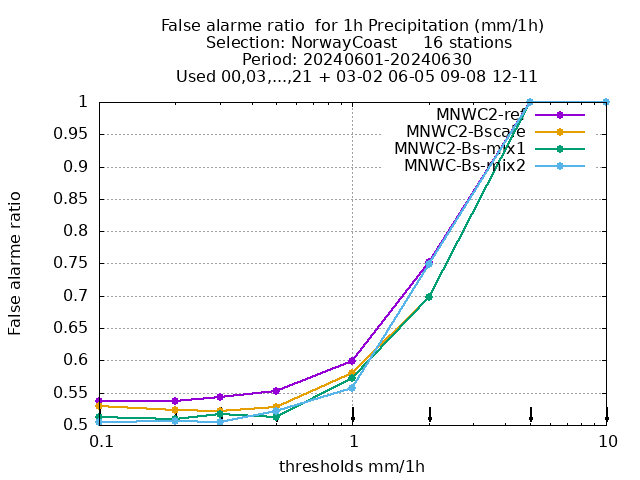 False alarme ratio  for 1h Precipitation (mm/1h)
Selection: NorwayCoast     16 stations
Period: 20240601-20240630
Used 00,03,...,21 + 03-02 06-05 09-08 12-11
MNWC2-ref
MNWC2-Bscale
MNWC2-Bs-mix1
MNWC-Bs-mix2
1
0.95
0.9
0.85
0.8
0.75
0.7
0.65
0.6
0.55
0.5
False alarme ratio
0.1
1
10
thresholds mm/1h